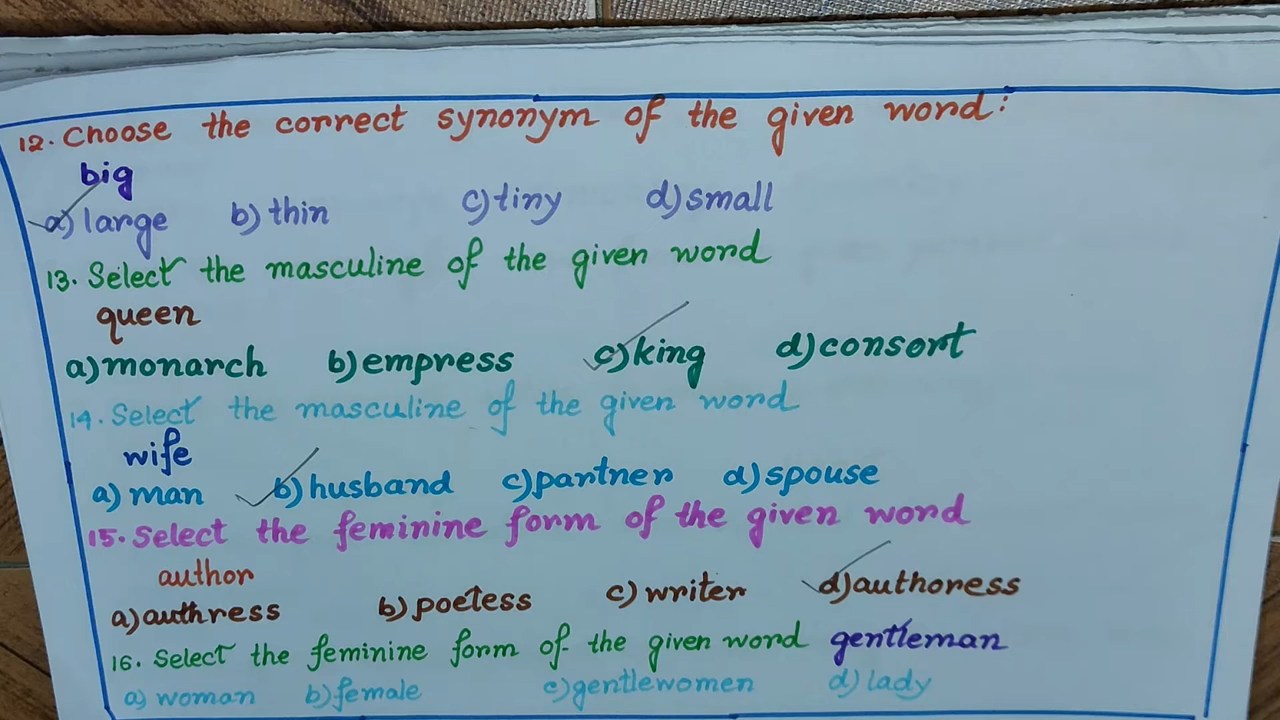 12. Choose the correct synonym of the given word:
big
a) large b) thin c) tiny d) small
13. Select the masculine of the given word
queen
a) monarch b) empress c) king d) consort
14. Select the masculine of the given word
wife
a) man b) husband c) partner d) spouse
15. Select the feminine form of the given word
author
a) authress b) poetess c) writer d) authoress
16. Select the feminine form of the given word gentleman
a) woman b) female c) gentlewomen d) lady